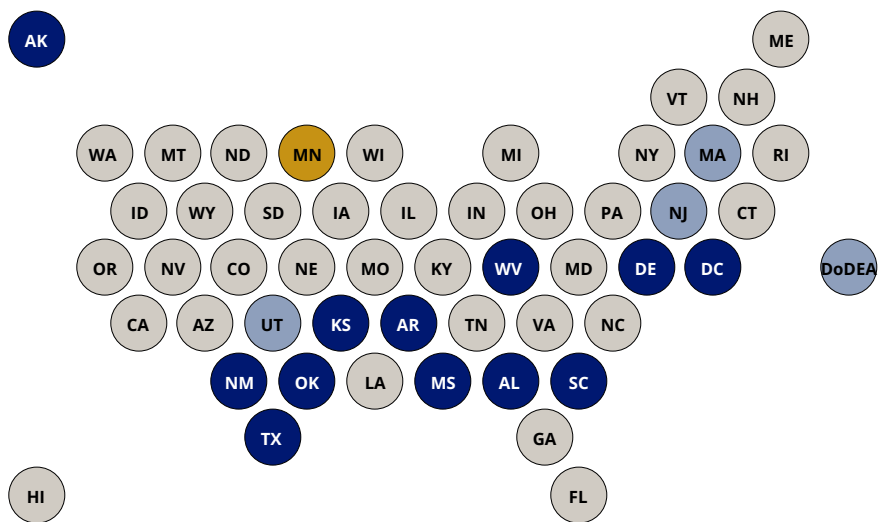 AK
ME
VT NH
WA MT ND MN WI MI NY MA RI
ID WY SD IA IL IN OH PA NJ CT
OR NV CO NE MO KY WV MD DE DC DoDEA
CA AZ UT KS AR TN VA NC
NM OK LA MS AL SC
TX GA
HI FL